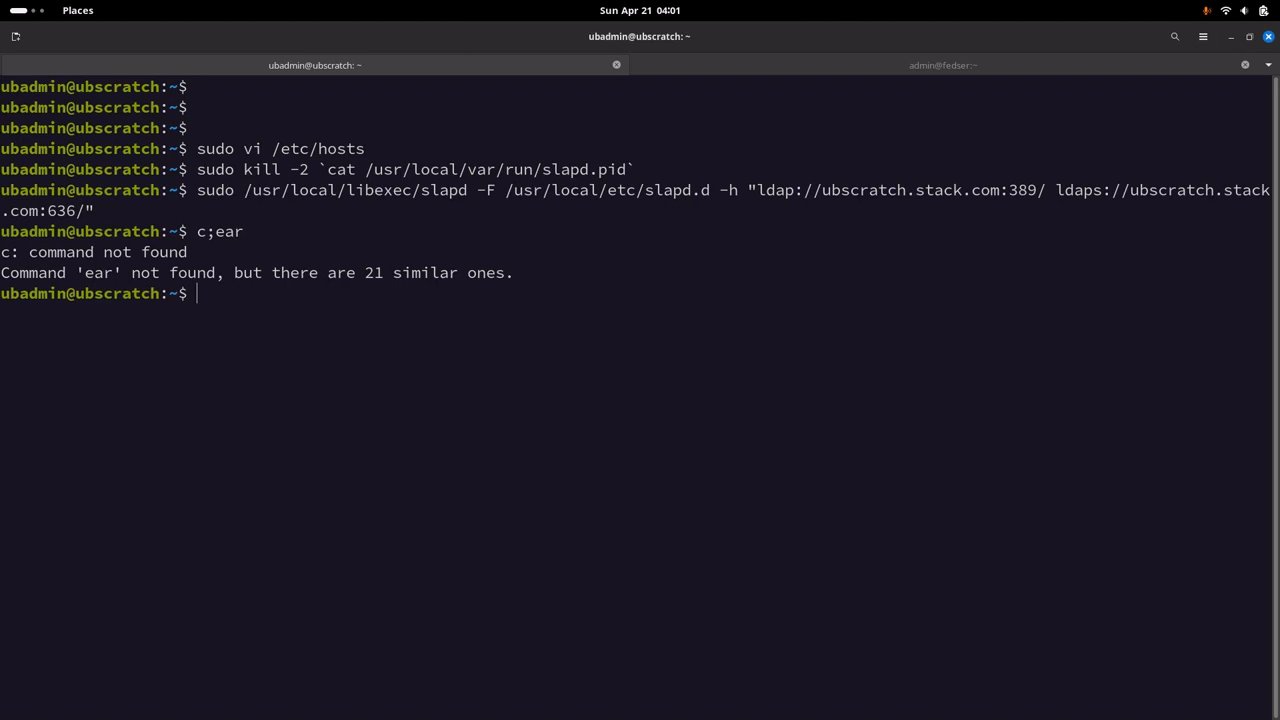 Places
Sun Apr 21 04:01
ubadmin@ubscratch: ~
ubadmin@ubscratch: ~
admin@fedser:~
ubadmin@ubscratch:~$
ubadmin@ubscratch:~$
ubadmin@ubscratch:~$
ubadmin@ubscratch:~$ sudo vi /etc/hosts
ubadmin@ubscratch:~$ sudo kill -2 `cat /usr/local/var/run/slapd.pid`
ubadmin@ubscratch:~$ sudo /usr/local/libexec/slapd -F /usr/local/etc/slapd.d -h "ldap://ubscratch.stack.com:389/ ldaps://ubscratch.stack
.com:636/"
ubadmin@ubscratch:~$ c;ear
c: command not found
Command 'ear' not found, but there are 21 similar ones.
ubadmin@ubscratch:~$